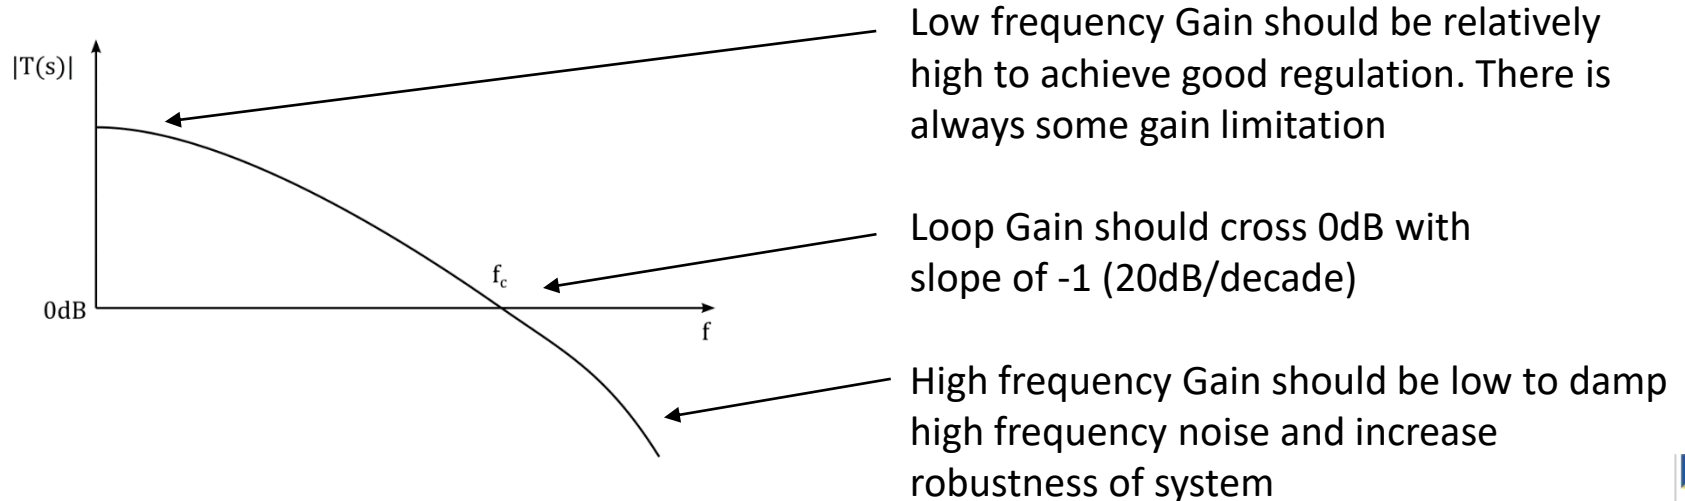 Low frequency Gain should be relatively
high to achieve good regulation. There is
always some gain limitation
|T(s)|
Loop Gain should cross 0dB with
slope of -1 (20dB/decade)
fc
0dB
f
High frequency Gain should be low to damp
high frequency noise and increase
robustness of system